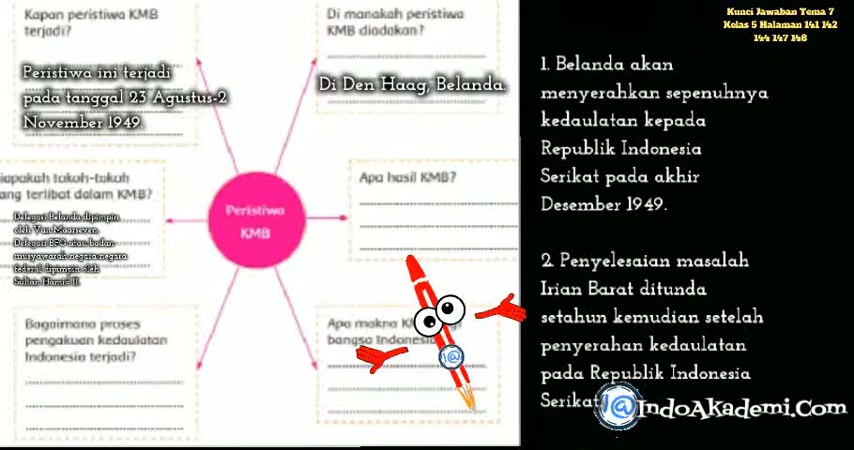 Kunci Jawaban Tema 7
Kelas 5 Halaman 141 142
144 147 148
Kapan peristiwa KMB
terjadi?
Peristiwa ini terjadi
pada tanggal 23 Agustus-2
November 1949.
Di manakah peristiwa
KMB diadakan?
Di Den Haag, Belanda.
iapakah tokoh-tokoh
ang terlibat dalam KMB?
Delegasi Belanda dipimpin
oleh Van Maarseven.
Delegasi BFO atau badan
musyawarah negara-negara
federal dipimpin oleh
Sultan Hamid II.
Peristiwa
KMB
Apa hasil KMB?
Bagaimana proses
pengakuan kedaulatan
Indonesia terjadi?
Apa makna
bangsa Indonesia
1. Belanda akan
menyerahkan sepenuhnya
kedaulatan kepada
Republik Indonesia
Serikat pada akhir
Desember 1949.
2. Penyelesaian masalah
Irian Barat ditunda
setahun kemudian setelah
penyerahan kedaulatan
pada Republik Indonesia
Serikat
IndoAkademi.Com